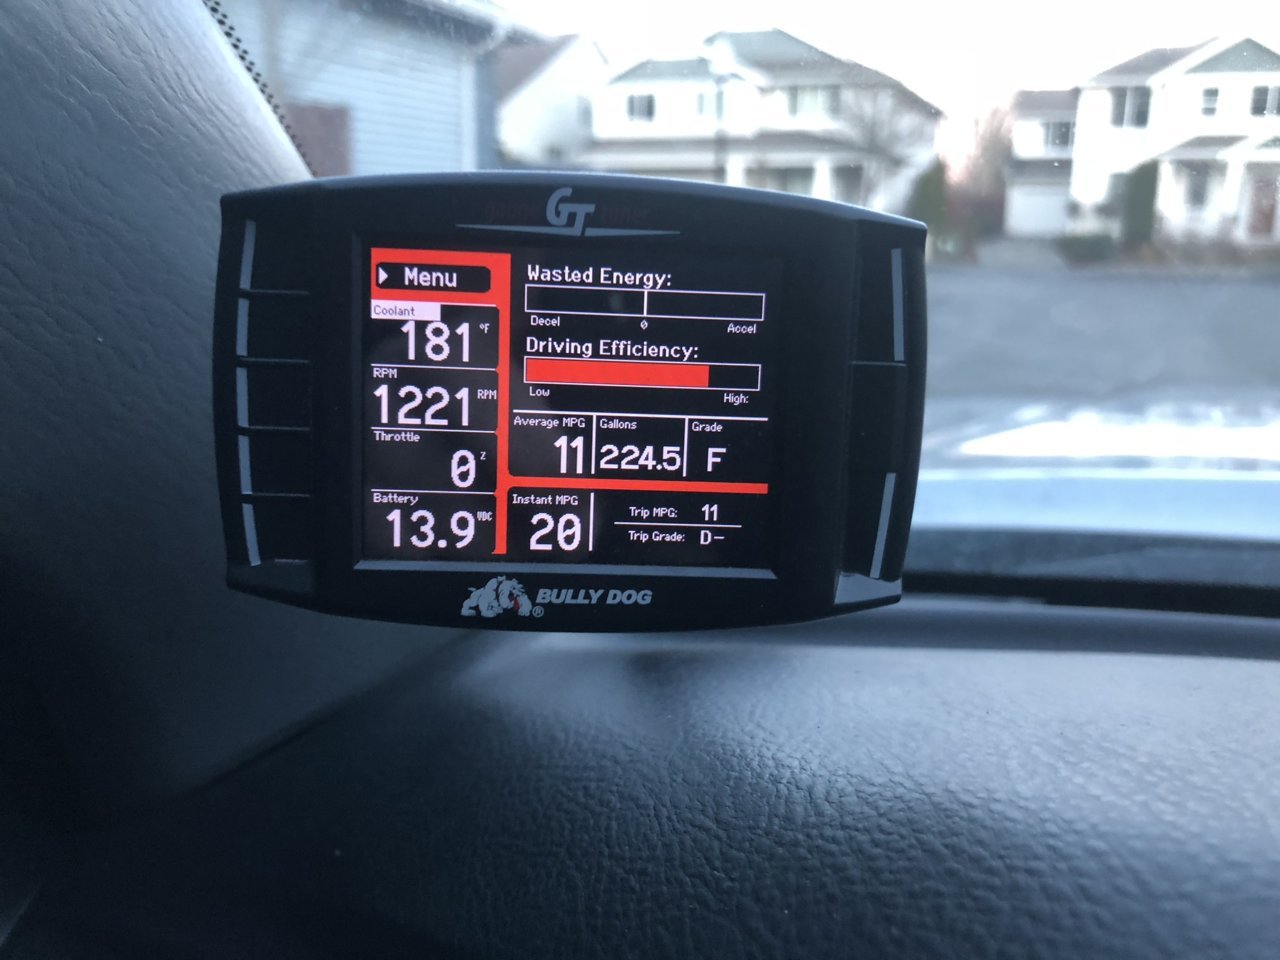 GT
Menu
Coolant
181 °F
RPM
1221 RPM
Throttle
0 %
Battery
13.9 VDC
Wasted Energy:
Decel 0 Accel
Driving Efficiency:
Low High:
Average MPG Gallons Grade
11 224.5 F
Instant MPG
20
Trip MPG: 11
Trip Grade: D-
BULLY DOG ®